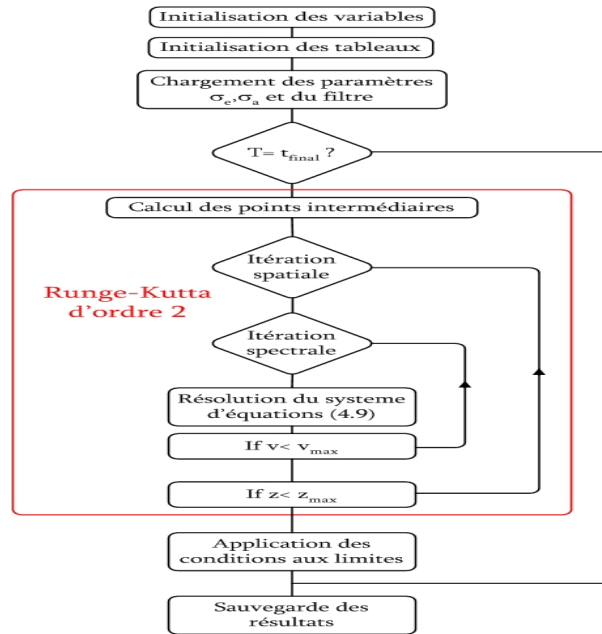 Initialisation des variables
Initialisation des tableaux
Chargement des paramètres
σe,σa et du filtre
T= tfinal ?
Calcul des points intermédiaires
Itération
spatiale
Runge-Kutta
d'ordre 2
Itération
spectrale
Résolution du systeme
d'équations (4.9)
If v< vmax
If z< zmax
Application des
conditions aux limites
Sauvegarde des
résultats